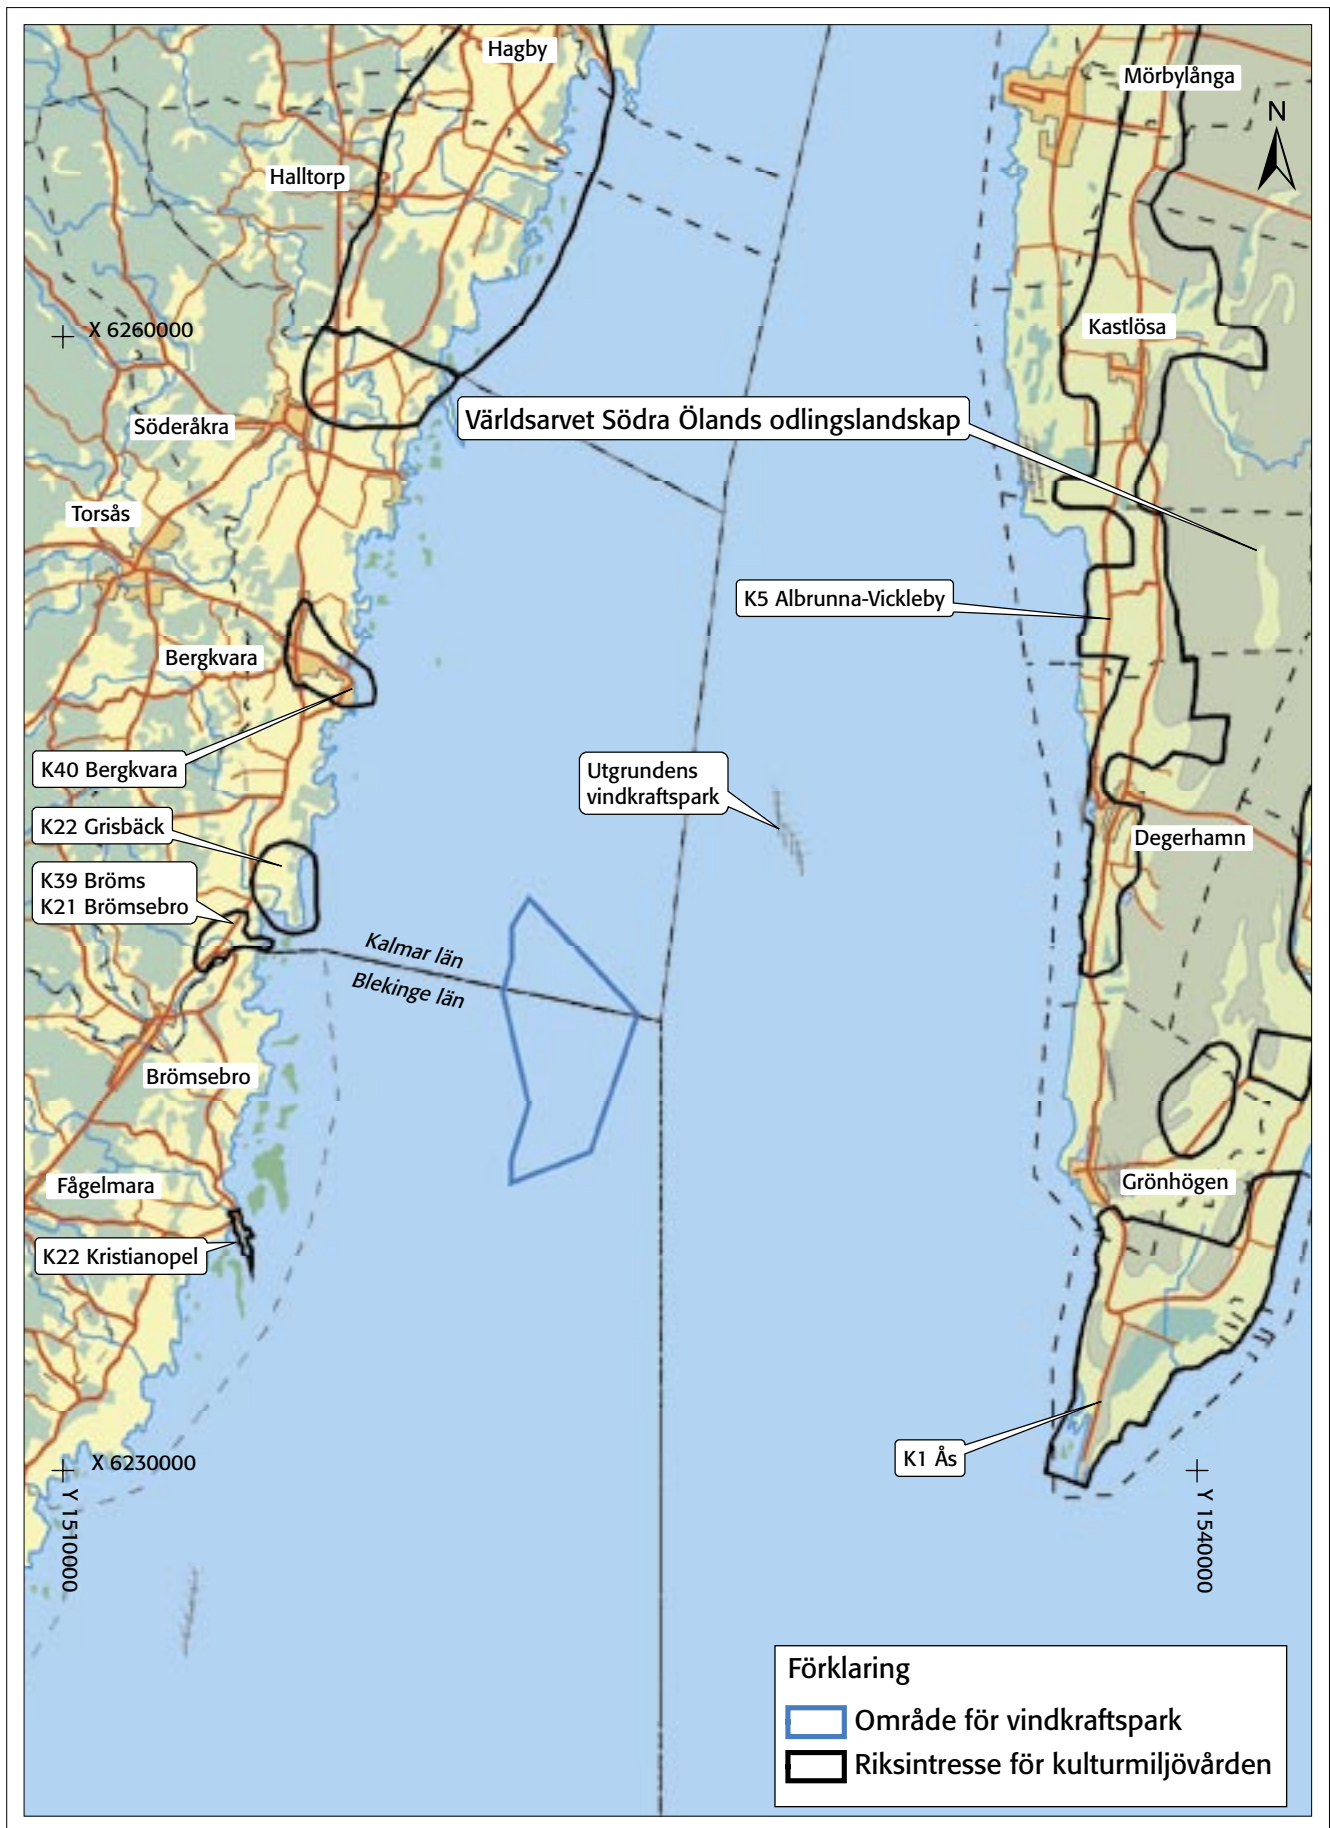 Hagby
Mörbylånga
N
Halltorp
X 6260000
Kastlösa
Söderåkra
Världsarvet Södra Ölands odlingslandskap
Torsås
K5 Albrunna-Vickleby
Bergkvara
K40 Bergkvara
Utgrundens
vindkraftspark
K22 Grisbäck
Degerhamn
K39 Bröms
K21 Brömsebro
Kalmar län
Blekinge län
Brömsebro
Fågelmara
Grönhögen
K22 Kristianopel
K1 Ås
X 6230000
Y 1510000
Y 1540000
Förklaring
Område för vindkraftspark
Riksintresse för kulturmiljövården